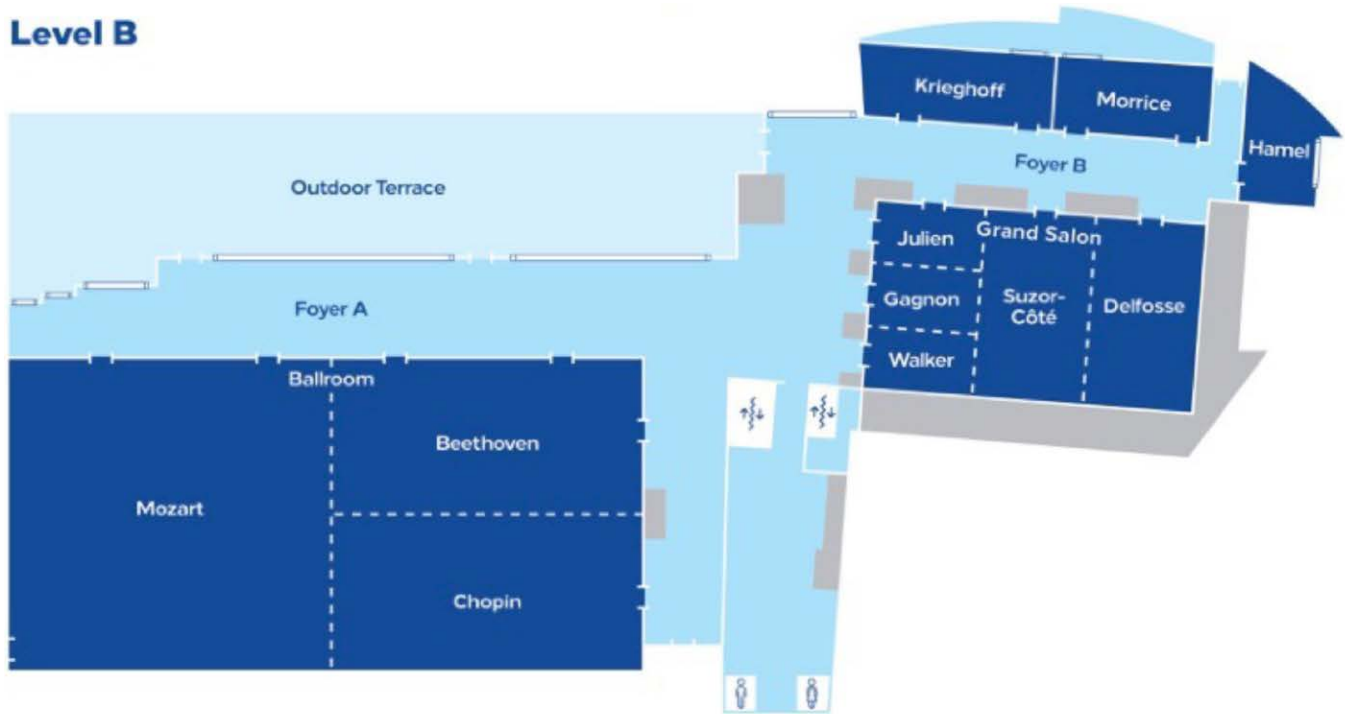 Level B
Krieghoff
Morrice
Hamel
Foyer B
Outdoor Terrace
Julien
Grand Salon
Gagnon
Suzor-
Côté
Delfosse
Walker
Foyer A
Ballroom
Beethoven
Mozart
Chopin